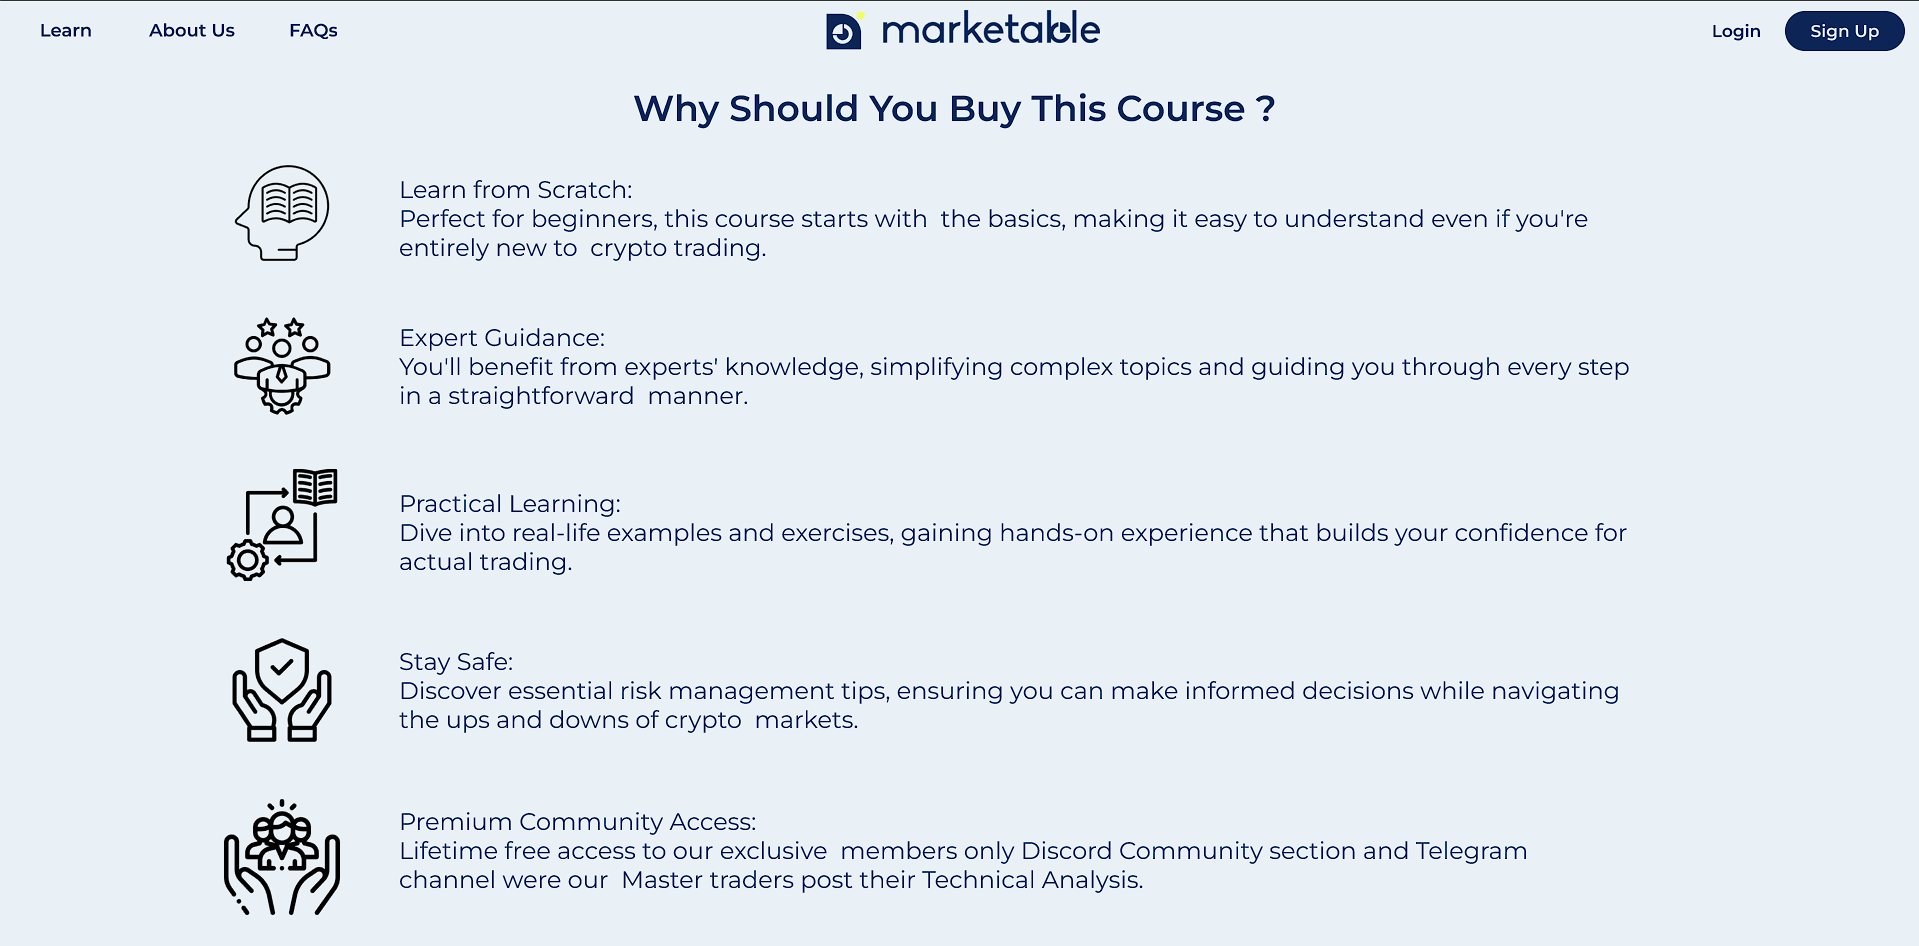 Learn About Us FAQs marketable Login Sign Up
Why Should You Buy This Course ?
Learn from Scratch:
Perfect for beginners, this course starts with  the basics, making it easy to understand even if you're
entirely new to  crypto trading.
Expert Guidance:
You'll benefit from experts' knowledge, simplifying complex topics and guiding you through every step
in a straightforward  manner.
Practical Learning:
Dive into real-life examples and exercises, gaining hands-on experience that builds your confidence for
actual trading.
Stay Safe:
Discover essential risk management tips, ensuring you can make informed decisions while navigating
the ups and downs of crypto  markets.
Premium Community Access:
Lifetime free access to our exclusive  members only Discord Community section and Telegram
channel were our  Master traders post their Technical Analysis.